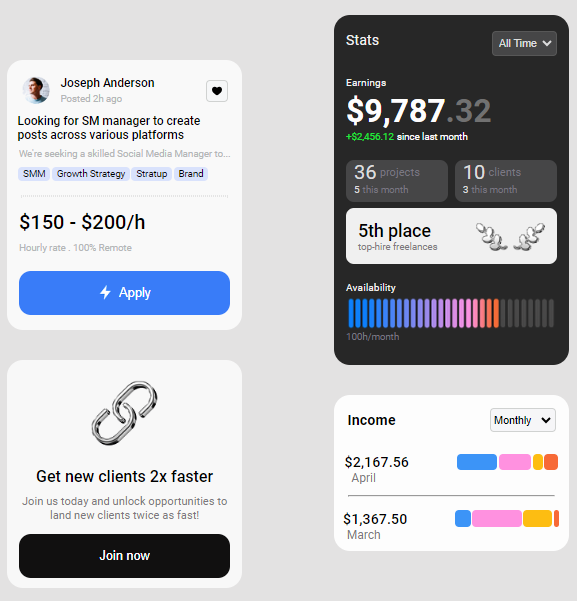 Joseph Anderson
Posted 2h ago
Looking for SM manager to create
posts across various platforms
We're seeking a skilled Social Media Manager to...
SMM Growth Strategy Stratup Brand
$150 - $200/h
Hourly rate . 100% Remote
Apply
Get new clients 2x faster
Join us today and unlock opportunities to
land new clients twice as fast!
Join now
Stats
All Time
Earnings
$9,787.32
+$2,456.12 since last month
36 projects
5 this month
10 clients
3 this month
5th place
top-hire freelances
Availability
100h/month
Income
Monthly
$2,167.56
April
$1,367.50
March